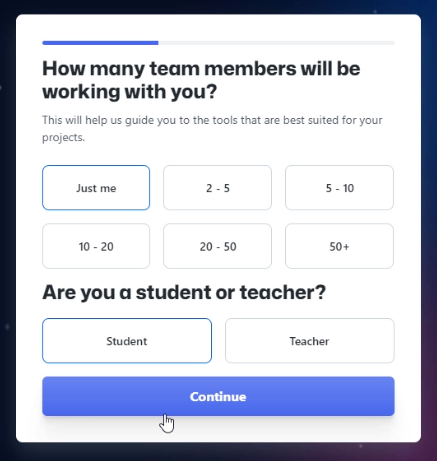 How many team members will be
working with you?
This will help us guide you to the tools that are best suited for your
projects.
Just me
2 - 5
5 - 10
10 - 20
20 - 50
50+
Are you a student or teacher?
Student
Teacher
Continue